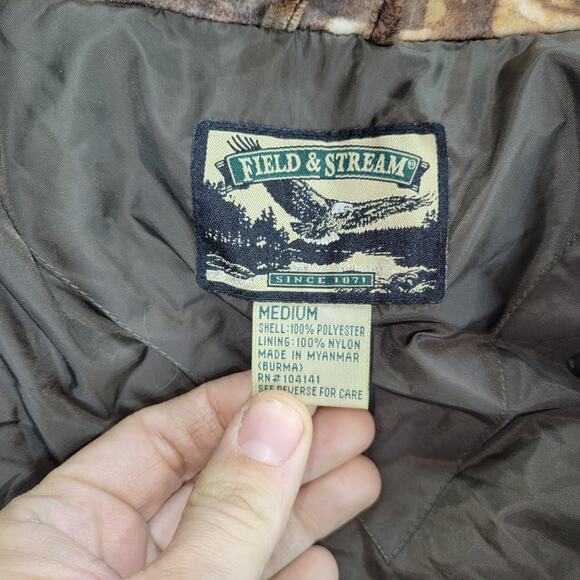 FIELD & STREAM®
SINCE 1871
MEDIUM
SHELL:100% POLYESTER
LINING:100% NYLON
MADE IN MYANMAR
(BURMA)
RN#104141
SEE REVERSE FOR CARE